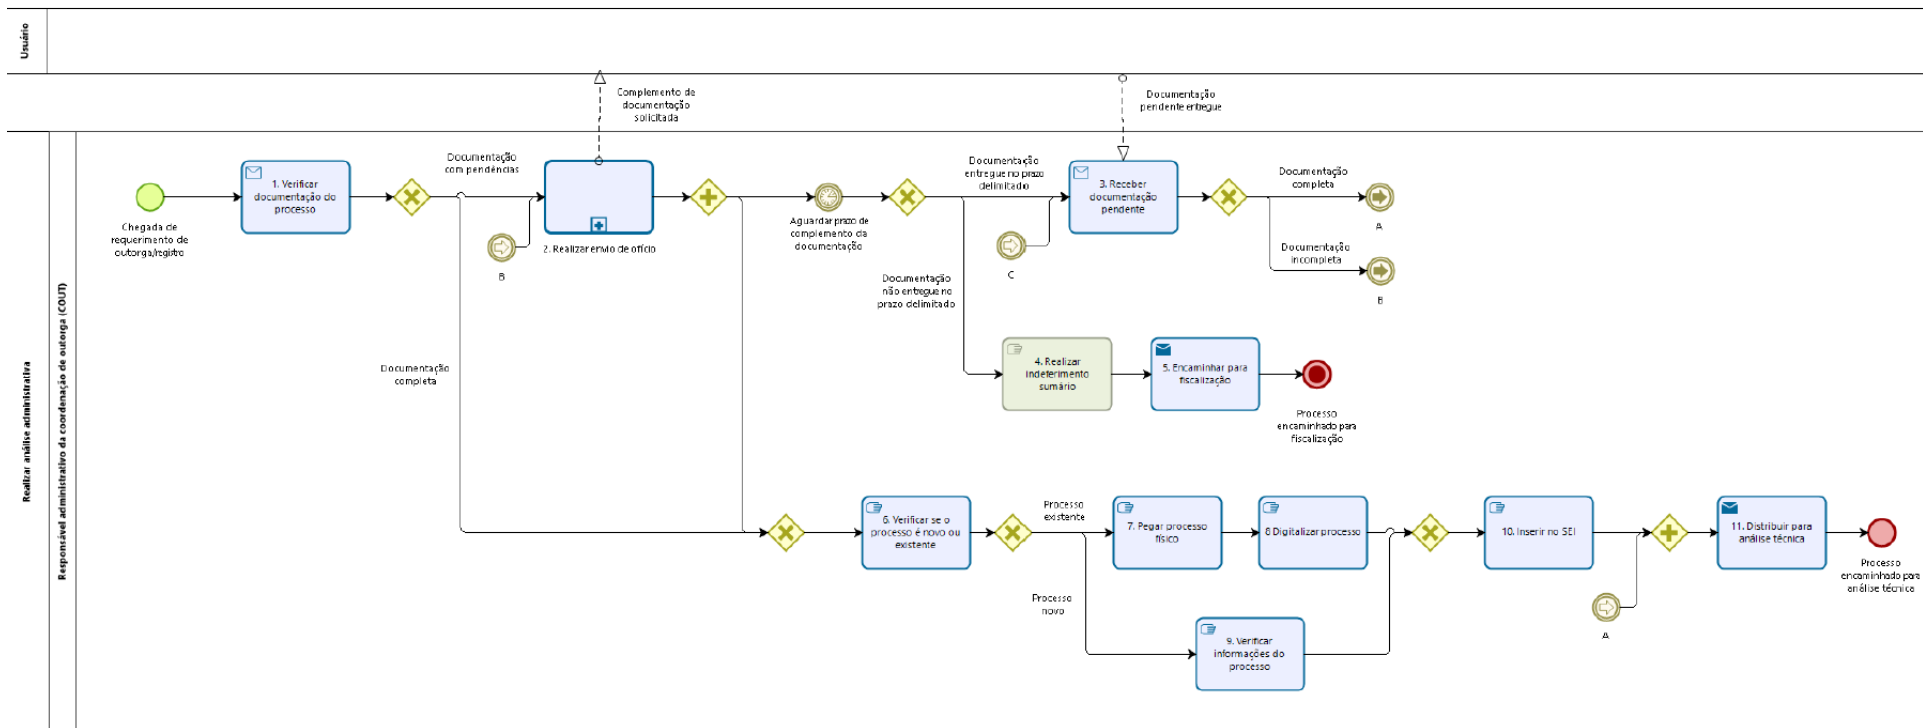 Usuário
Realizar análise administrativa
Responsável administrativo da coordenação de outorga (COUT)
Complemento de
documentação
solicitada
Documentação
pendente entregue
Chegada de
requerimento de
outorga/registro
1. Verificar
documentação do
processo
Documentação
com pendências
B
2. Realizar envio de ofício
Aguardar prazo de
complemento da
documentação
Documentação
entregue no prazo
delimitado
C
3. Receber
documentação
pendente
Documentação
completa
A
Documentação
incompleta
B
Documentação
não entregue no
prazo delimitado
Documentação
completa
4. Realizar
indeferimento
sumário
5. Encaminhar para
fiscalização
Processo
encaminhado para
fiscalização
6. Verificar se o
processo é novo ou
existente
Processo
existente
7. Pegar processo
físico
8 Digitalizar processo
Processo
novo
9. Verificar
informações do
processo
10. Inserir no SEI
A
11. Distribuir para
análise técnica
Processo
encaminhado para
análise técnica